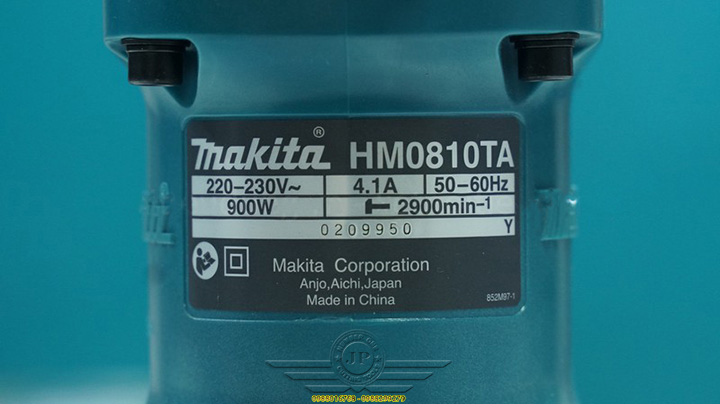 makita® HM0810TA
220-230V~ 4.1A 50-60Hz
900W 2900min-1
0209950 Y
Makita Corporation
Anjo,Aichi,Japan
Made in China
852M97-1
JP